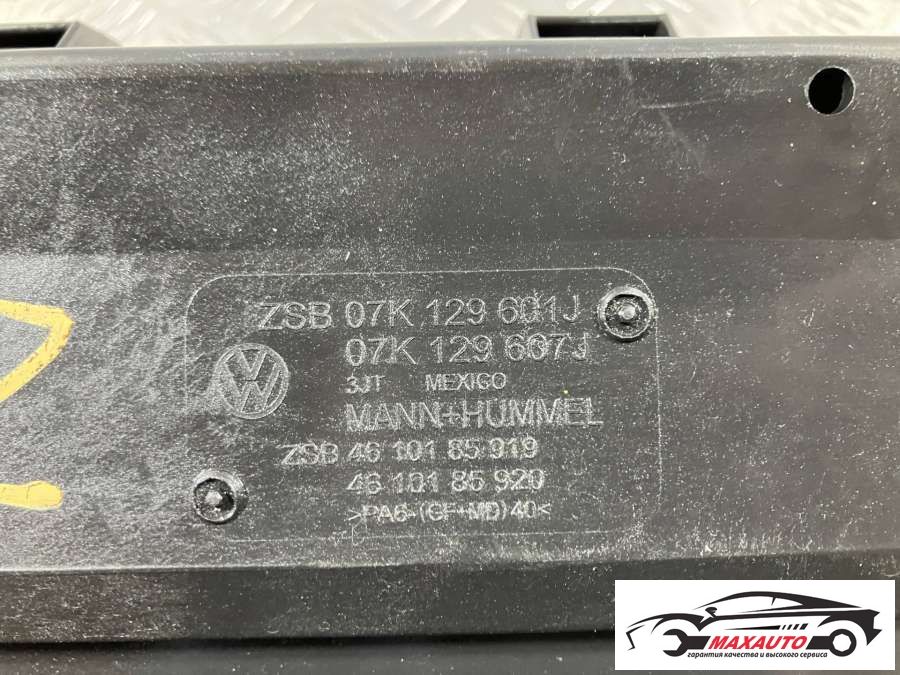 ZSB 07K 129 601J
07K 129 607J
3JT MEXICO
MANN+HUMMEL
ZSB 46 101 85 919
46 101 85 920
>PA6-(GF+MD)40<
MAXAUTO
гарантия качества и высокого сервиса